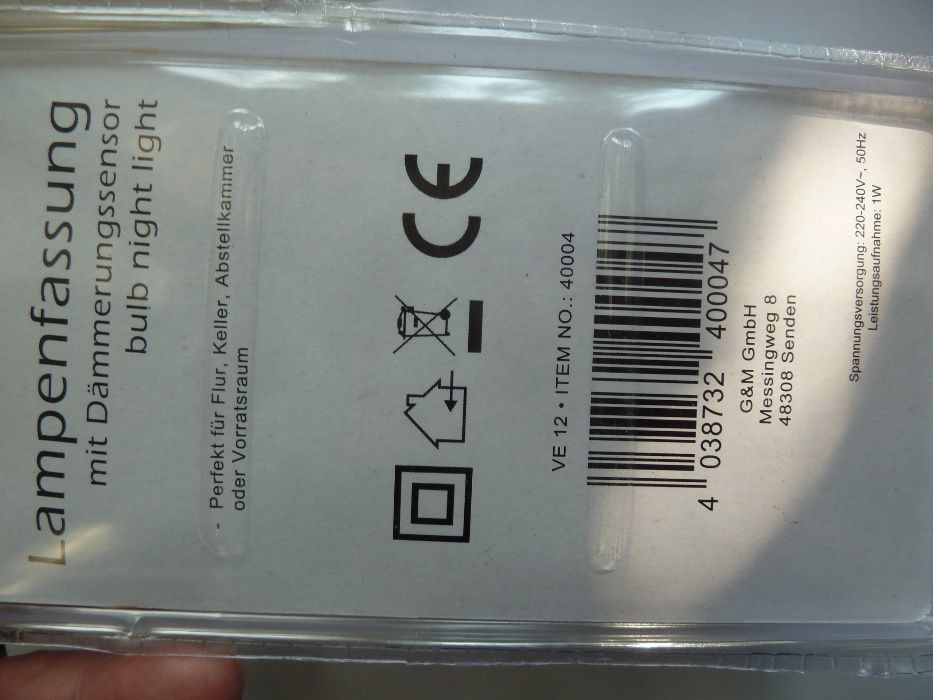 Lampenfassung
mit Dämmerungssensor
bulb night light
- Perfekt für Flur, Keller, Abstellkammer
oder Vorratsraum
CE
VE 12 • ITEM NO.: 40004
4 038732 400047
G&M GmbH
Messingweg 8
48308 Senden
Spannungsversorgung: 220-240V~, 50Hz
Leistungsaufnahme: 1W